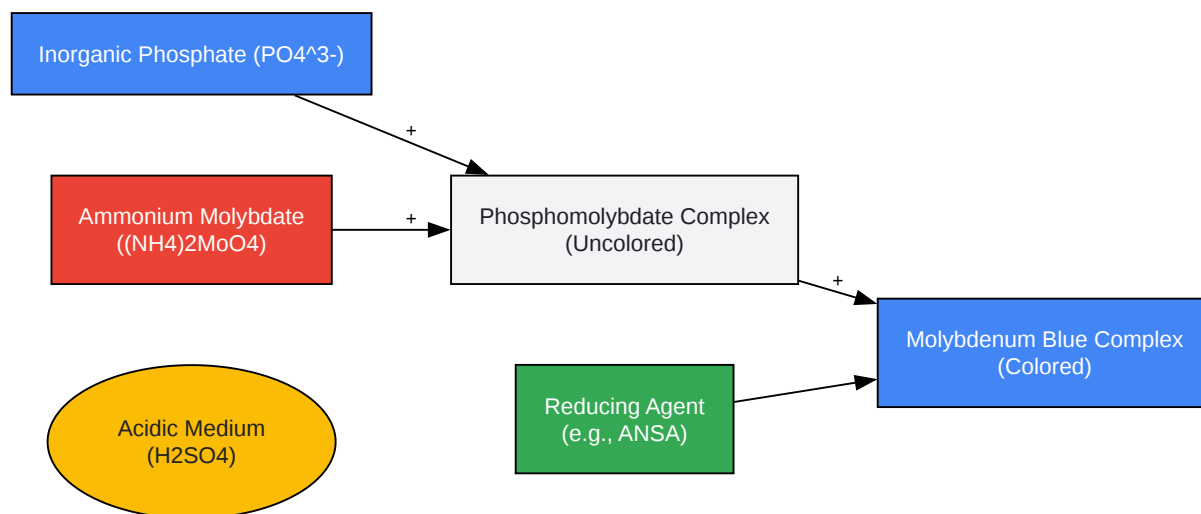 Inorganic Phosphate (PO4^3-)
+
Ammonium Molybdate
((NH4)2MoO4)
+
Phosphomolybdate Complex
(Uncolored)
+
Molybdenum Blue Complex
(Colored)
Reducing Agent
(e.g., ANSA)
Acidic Medium
(H2SO4)